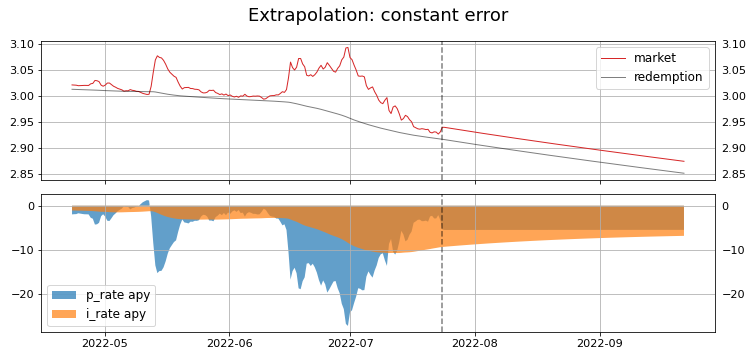 Extrapolation: constant error
3.10 3.10
3.05 3.05
3.00 3.00
2.95 2.95
2.90 2.90
2.85 2.85
market
redemption
0 0
−10 −10
−20 −20
p_rate apy
i_rate apy
2022-05 2022-06 2022-07 2022-08 2022-09